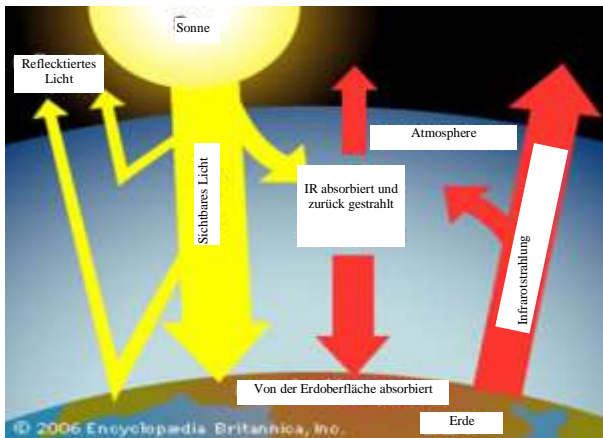 Sonne
Reflecktiertes
Licht
Atmosphere
IR absorbiert und
zurück gestrahlt
Sichtbares Licht
Infrarotstrahlung
Von der Erdoberfläche absorbiert
Erde
© 2006 Encyclopædia Britannica, Inc.